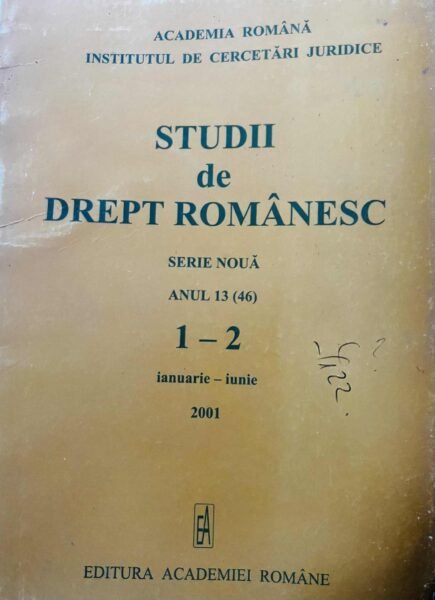 ACADEMIA ROMÂNĂ
INSTITUTUL DE CERCETĂRI JURIDICE
STUDII
de
DREPT ROMÂNESC
SERIE NOUĂ
ANUL 13 (46)
1 – 2
ianuarie – iunie
2001
EA
EDITURA ACADEMIEI ROMÂNE